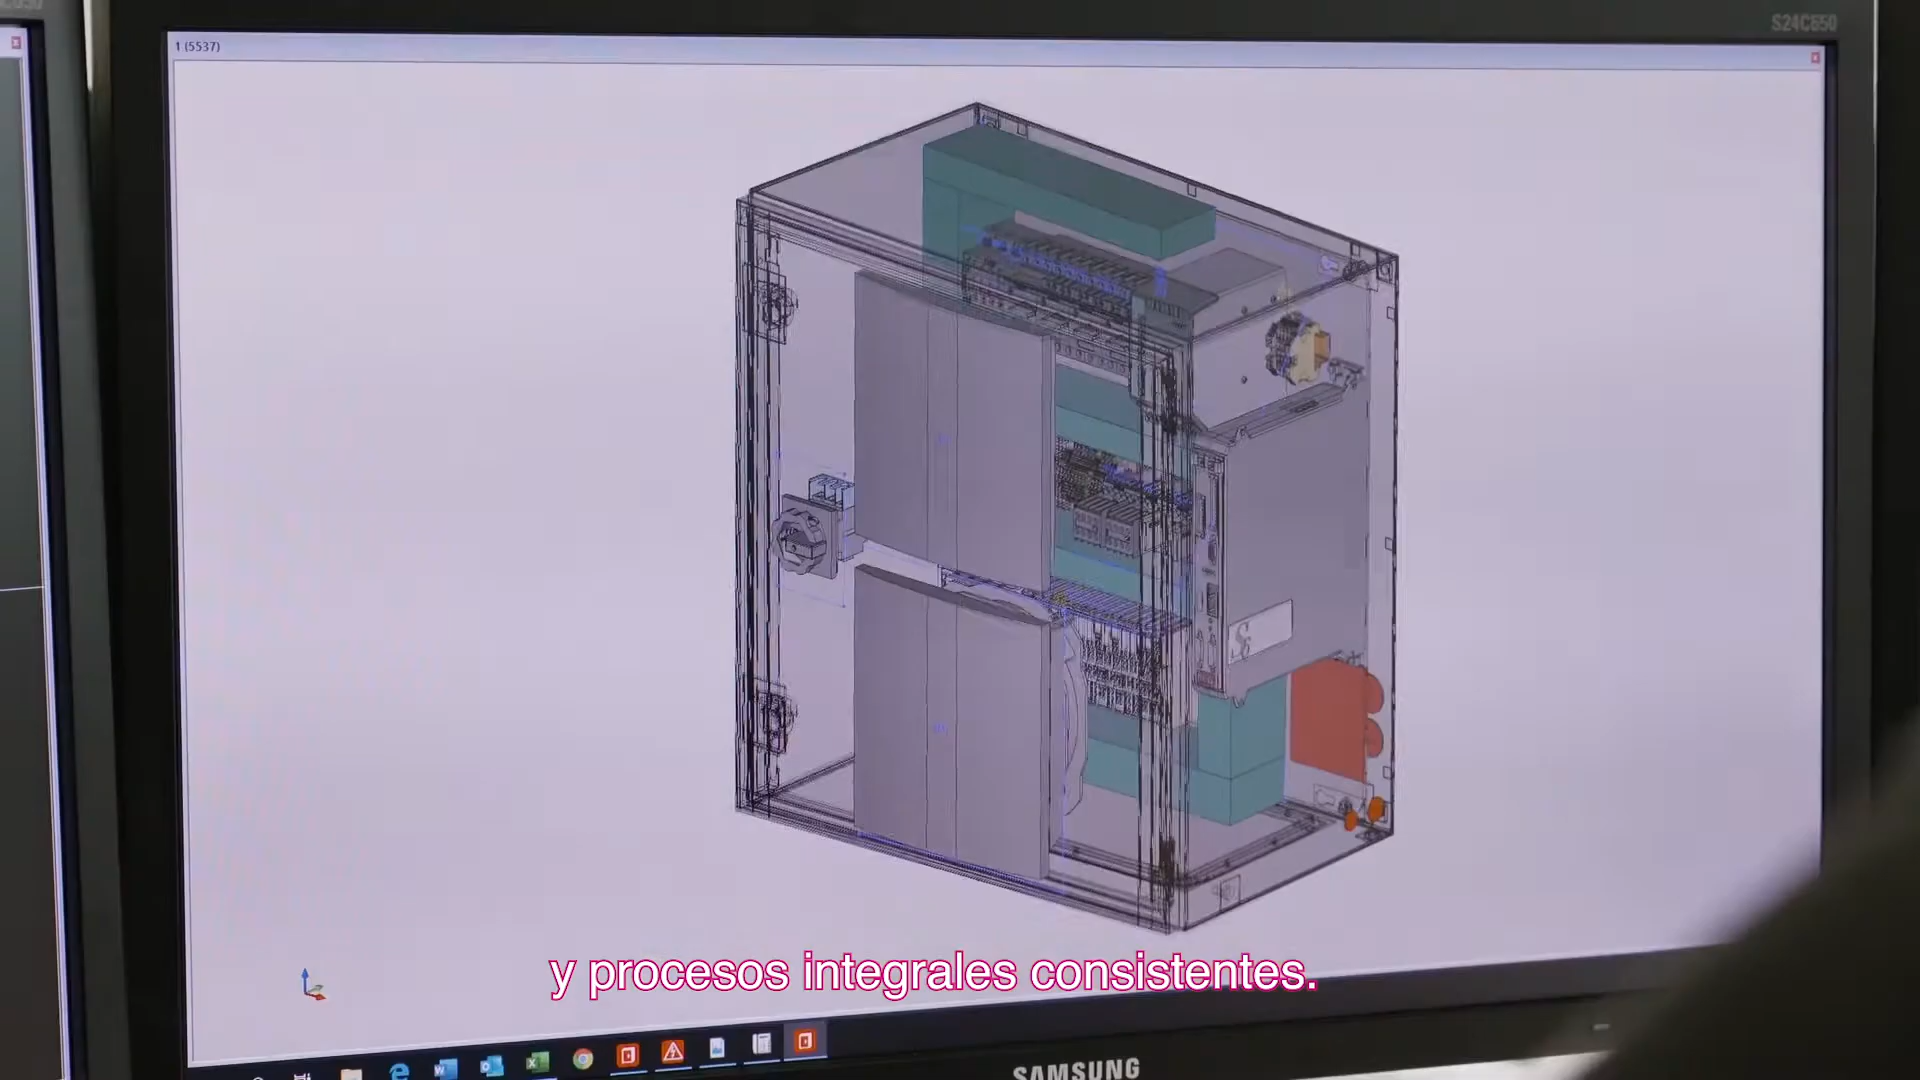 S24C650
1 (5537)
y procesos integrales consistentes.
SAMSUNG